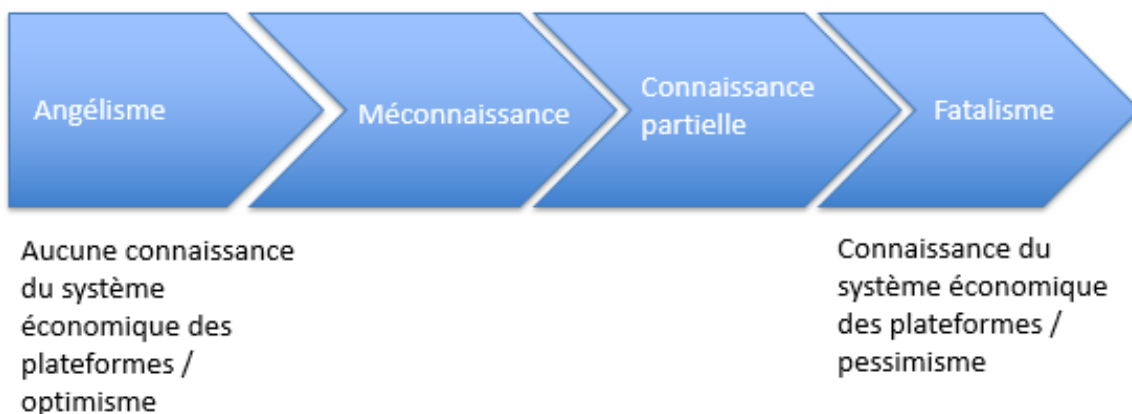 Angélisme
Méconnaissance
Connaissance
partielle
Fatalisme
Aucune connaissance
du système
économique des
plateformes /
optimisme
Connaissance du
système économique
des plateformes /
pessimisme